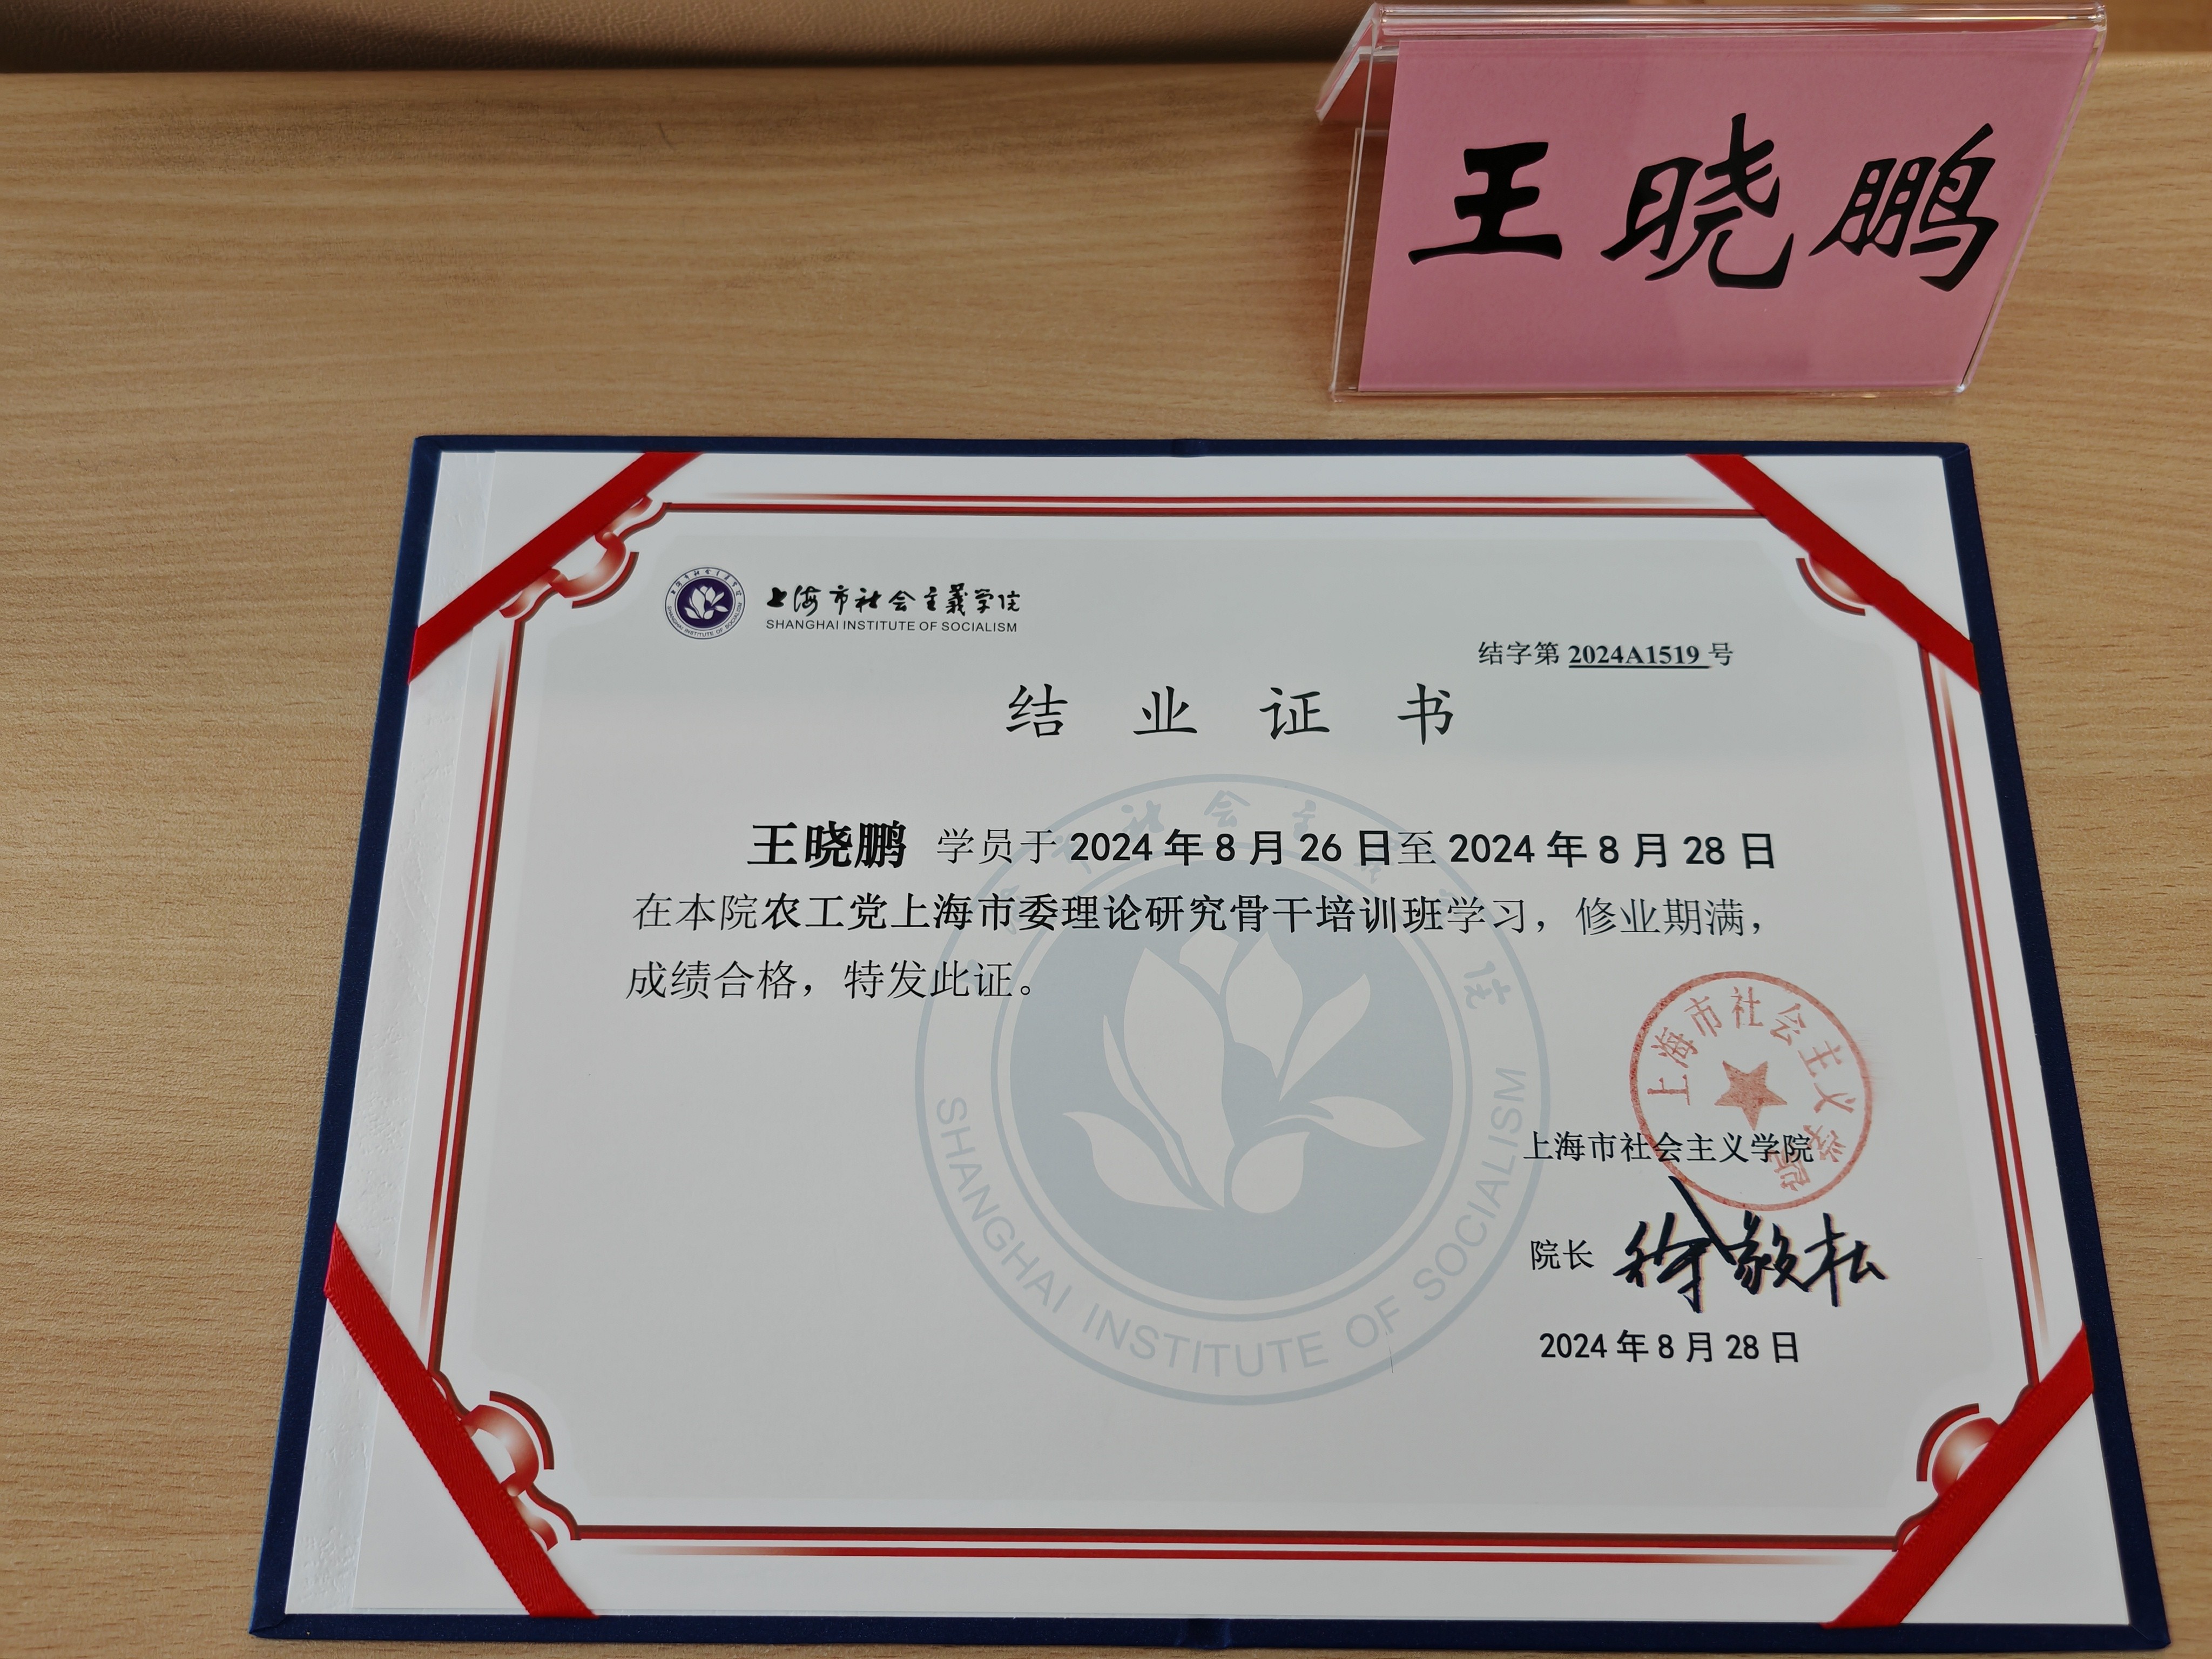 王晓鹏
上海市社会主義学院
SHANGHAI INSTITUTE OF SOCIALISM
结字第 2024A1519 号
结业证书
王晓鹏 学员于 2024 年 8 月 26 日至 2024 年 8 月 28 日
在本院农工党上海市委理论研究骨干培训班学习，修业期满，
成绩合格，特发此证。
上海市社会主义学院
上海市社会主义学院
院长 徐敬松
2024 年 8 月 28 日
SHANGHAI INSTITUTE OF SOCIALISM